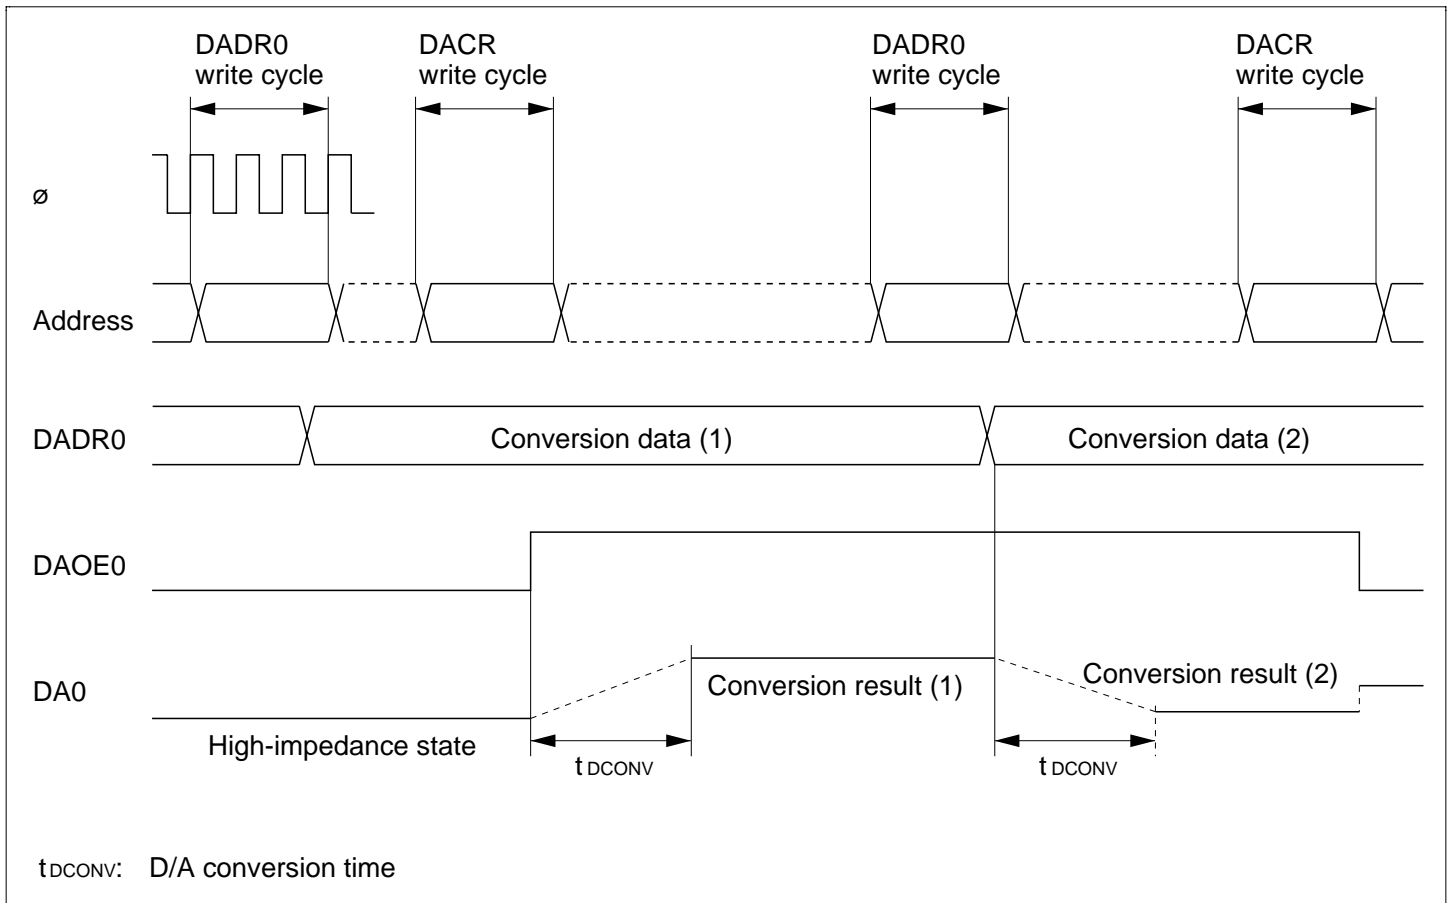 DADR0
write cycle
DACR
write cycle
DADR0
write cycle
DACR
write cycle
ø
Address
DADR0
Conversion data (1)
Conversion data (2)
DAOE0
DA0
Conversion result (1)
Conversion result (2)
High-impedance state
t DCONV
t DCONV
t DCONV: D/A conversion time